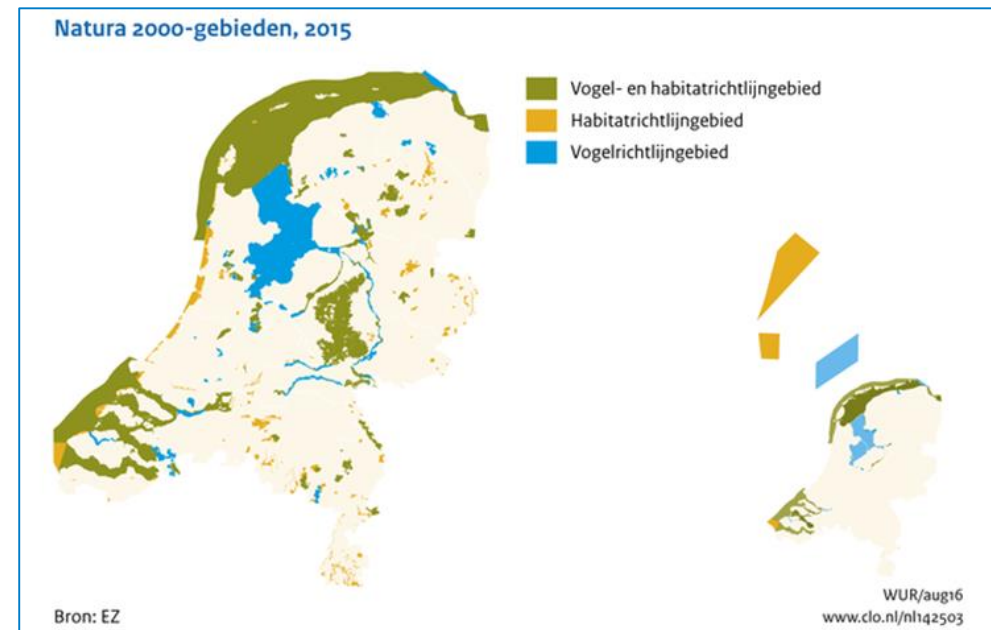 Natura 2000-gebieden, 2015
Vogel- en habitatrichtlijngebied
Habitatrichtlijngebied
Vogelrichtlijngebied
Bron: EZ
WUR/aug16
www.clo.nl/nl142503